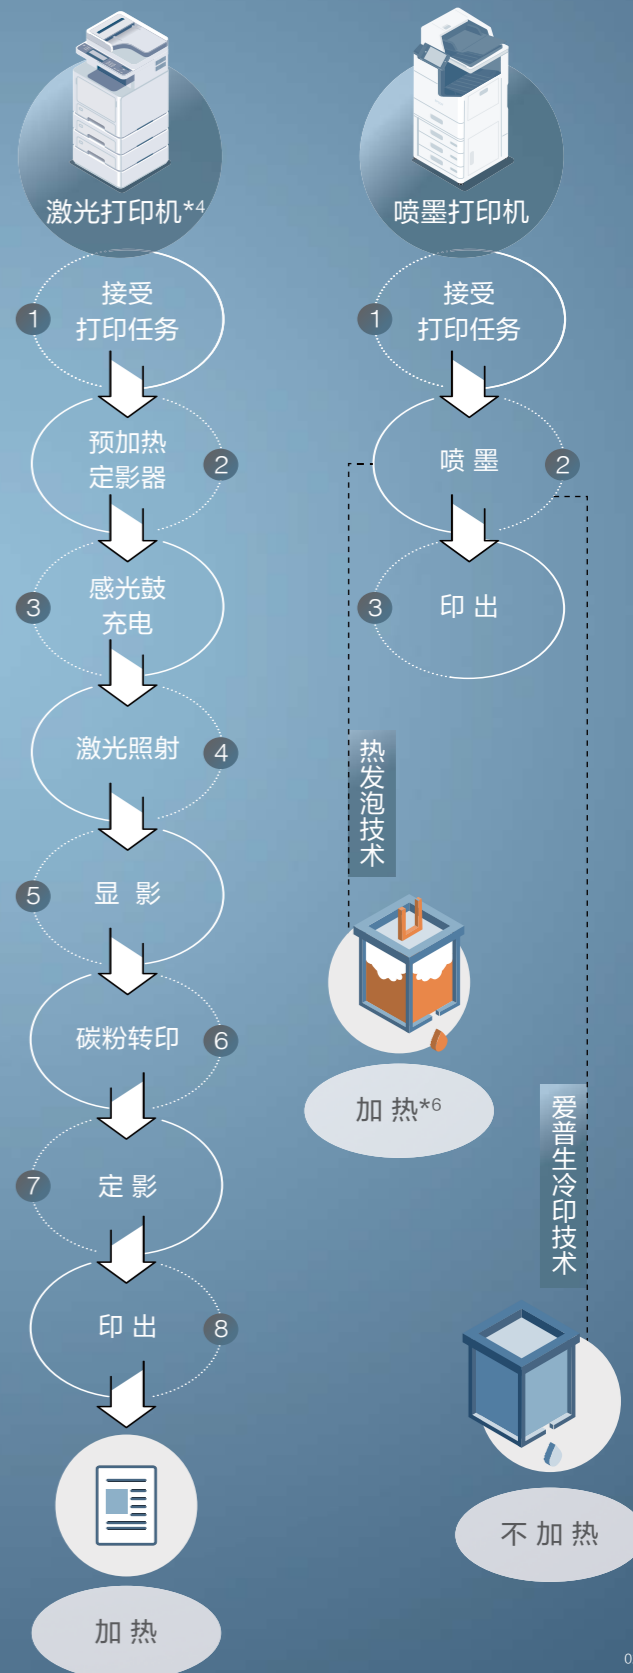 激光打印机*4
1
接受
打印任务
预加热
定影器
2
3
感光鼓
充电
激光照射
4
5
显 影
碳粉转印
6
7
定 影
印 出
8
加 热
喷墨打印机
1
接受
打印任务
喷 墨
2
3
印 出
热发泡技术
加 热*6
爱普生冷印技术
不 加 热
0